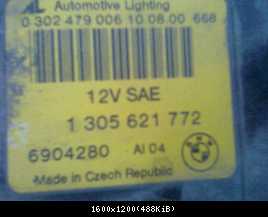 AL Automotive Lighting
0 302 479 006 10 08.00 668
12V SAE
1 305 621 772
6904280 AI 04
Made in Czech Republic
1600x1200(488KiB)